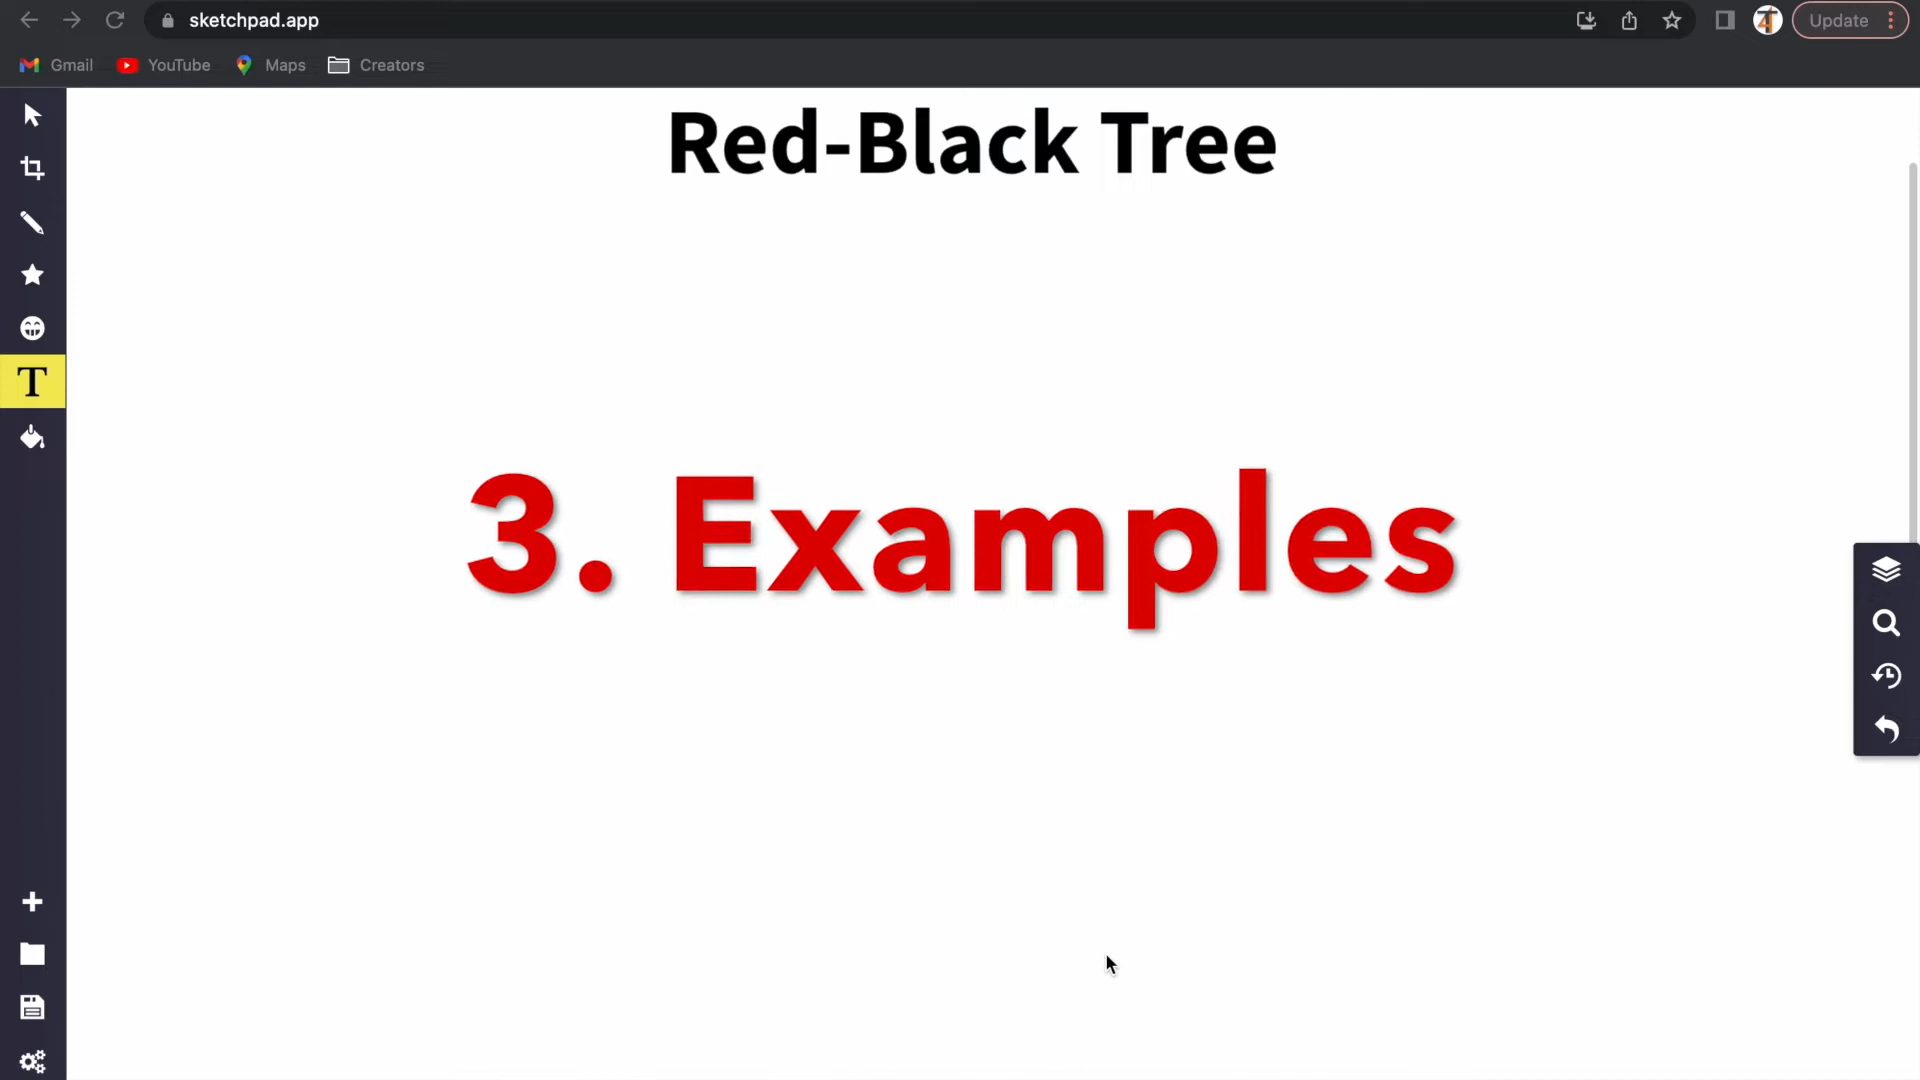 sketchpad.app
Update
Gmail
YouTube
Maps
Creators
Red-Black Tree
T
3. Examples